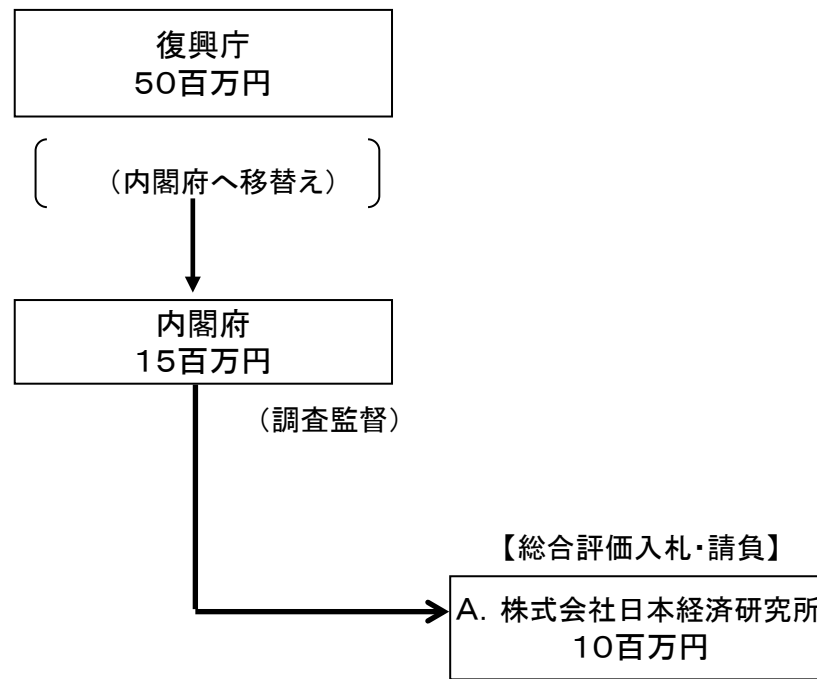 復興庁
50百万円
（内閣府へ移替え）
内閣府
15百万円
（調査監督）
【総合評価入札・請負】
A．株式会社日本経済研究所
10百万円